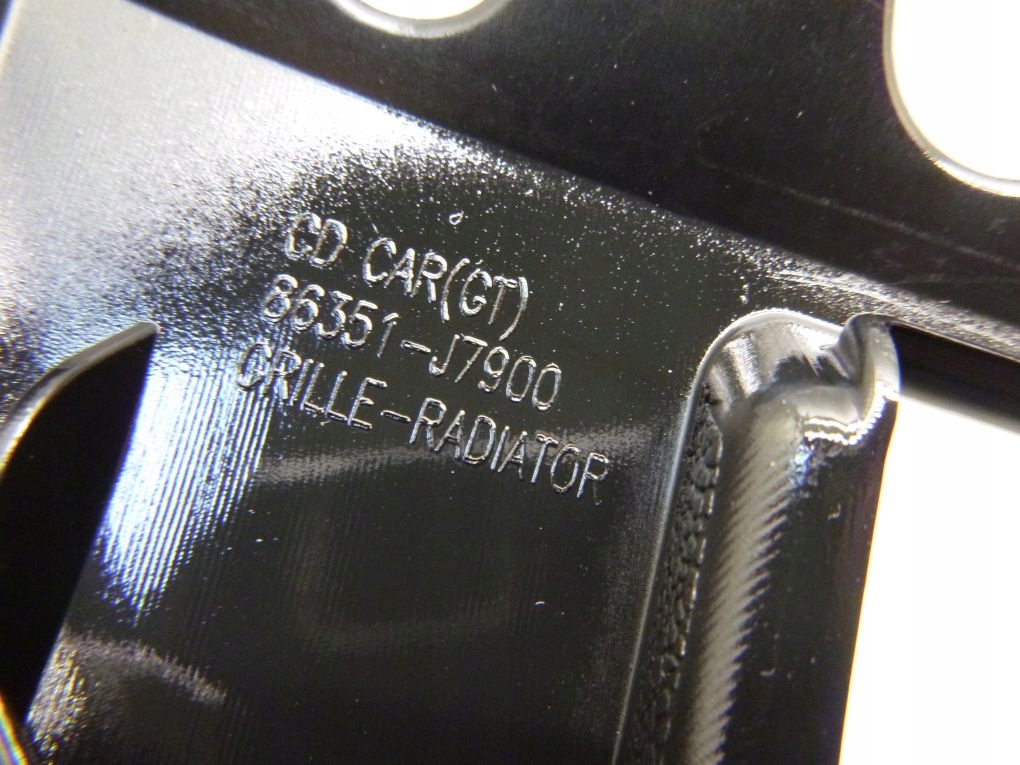 CD CAR(GT)
86351-J7900
GRILLE-RADIATOR